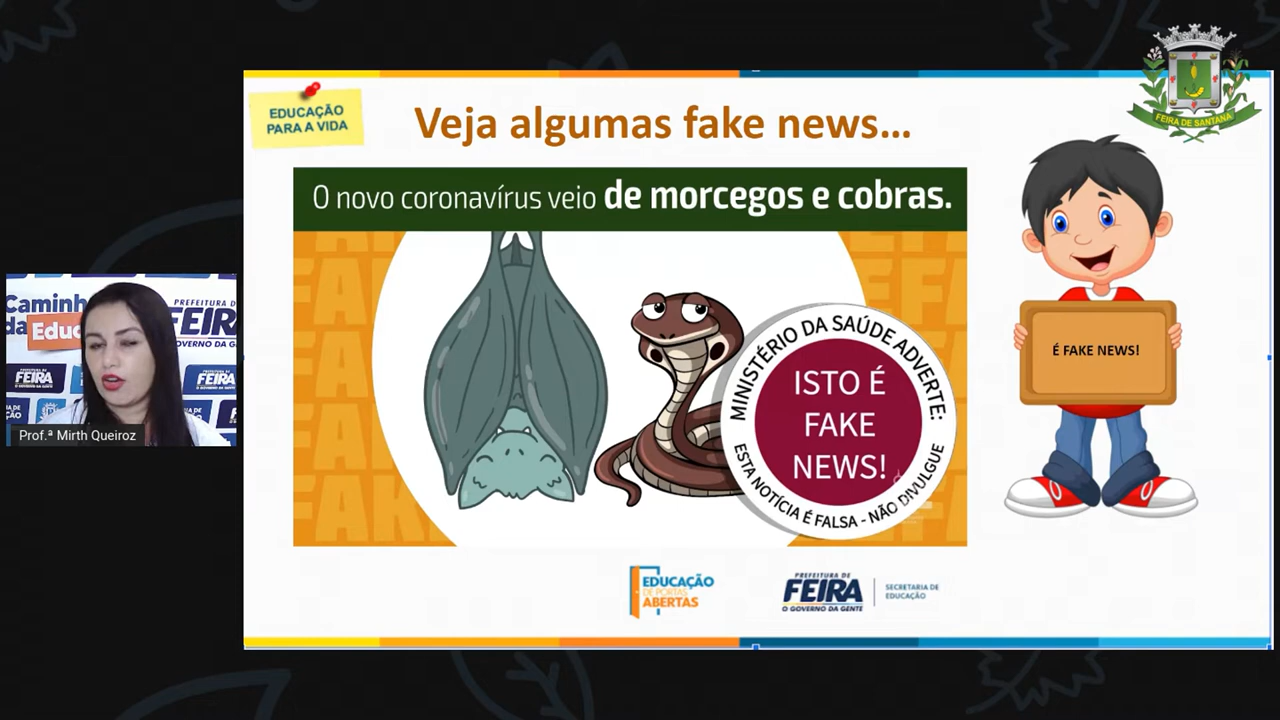 EDUCAÇÃO
PARA A VIDA
Veja algumas fake news...
FEIRA DE SANTANA
O novo coronavírus veio de morcegos e cobras.
MINISTÉRIO DA SAÚDE ADVERTE:
ISTO É
FAKE
NEWS!
ESTA NOTÍCIA É FALSA - NÃO DIVULGUE
É FAKE NEWS!
PREFEITURA DE
FEIRA
GOVERNO DA
FEIRA
FEIRA
Prof.ª Mirth Queiroz
EDUCAÇÃO
DE PORTAS
ABERTAS
PREFEITURA DE
FEIRA
O GOVERNO DA GENTE
SECRETARIA DE
EDUCAÇÃO